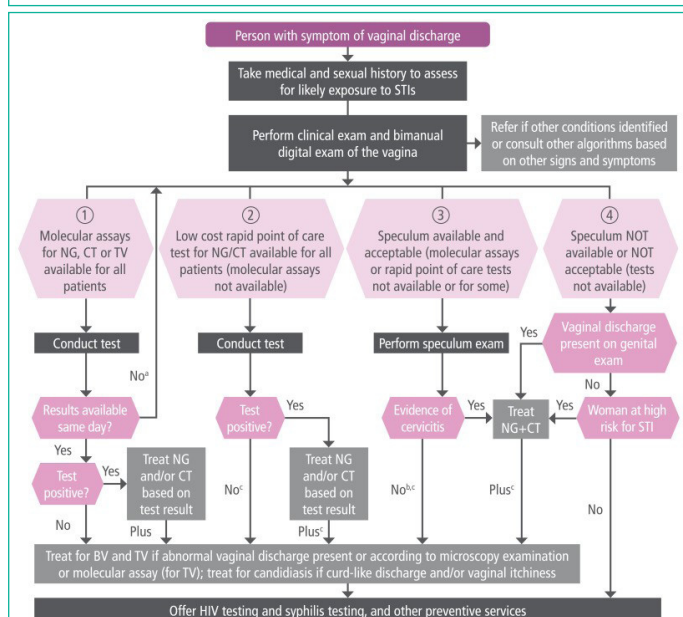 Person with symptom of vaginal discharge
Take medical and sexual history to assess
for likely exposure to STIs
Perform clinical exam and bimanual
digital exam of the vagina
Refer if other conditions identified
or consult other algorithms based
on other signs and symptoms
1
Molecular assays
for NG, CT or TV
available for all
patients
2
Low cost rapid point of care
test for NG/CT available for all
patients (molecular assays
not available)
3
Speculum available and
acceptable (molecular assays
or rapid point of care tests
not available or for some)
4
Speculum NOT
available or NOT
acceptable (tests
not available)
Conduct test
Conduct test
Perform speculum exam
Yes
Vaginal discharge
present on genital
exam
Noᵃ
No
Results available
same day?
Test
positive?
Yes
Evidence of
cervicitis
Yes
Treat
NG+CT
Yes
Woman at high
risk for STI
Yes
Test
positive?
Yes
Treat NG
and/or CT
based on
test result
Noᶜ
Treat NG
and/or CT
based on
test result
Noᵇ,ᶜ
Plusᶜ
No
No
Plus
Plusᶜ
Treat for BV and TV if abnormal vaginal discharge present or according to microscopy examination
or molecular assay (for TV); treat for candidiasis if curd-like discharge and/or vaginal itchiness
Offer HIV testing and syphilis testing, and other preventive services